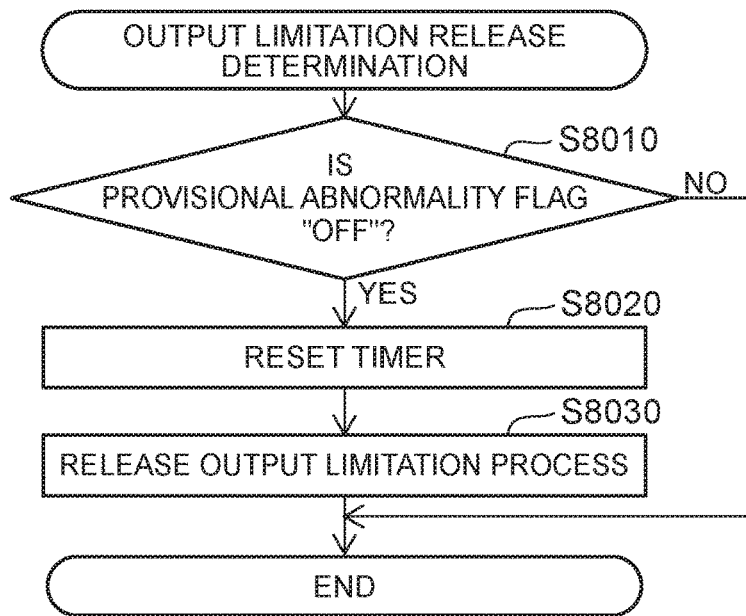 OUTPUT LIMITATION RELEASE
DETERMINATION
S8010
IS
PROVISIONAL ABNORMALITY FLAG
"OFF"?
NO
YES
S8020
RESET TIMER
S8030
RELEASE OUTPUT LIMITATION PROCESS
END